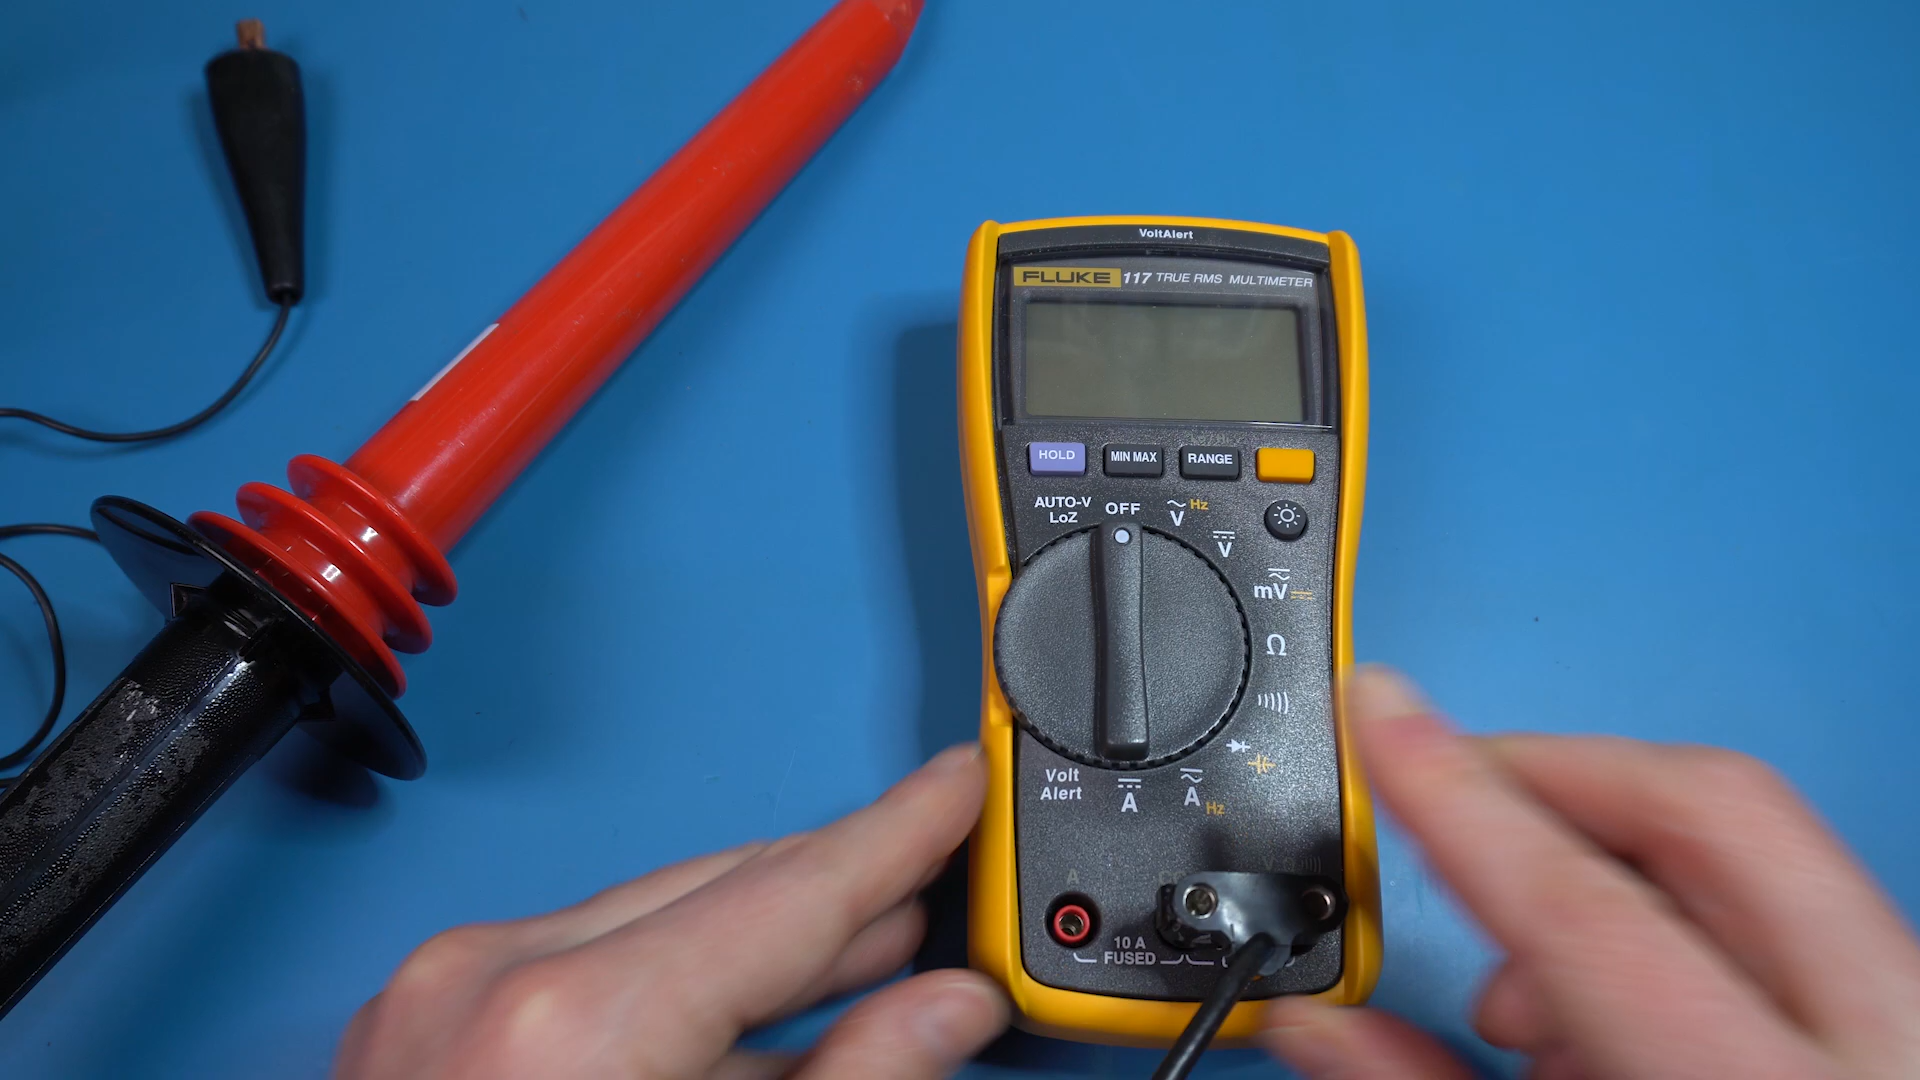 VoltAlert
FLUKE 117 TRUE RMS MULTIMETER
HOLD
MIN MAX
RANGE
AUTO-V
LoZ
OFF
V
Hz
V
mV
Ω
Volt
Alert
A
A
Hz
A
V Ω
10 A
FUSED